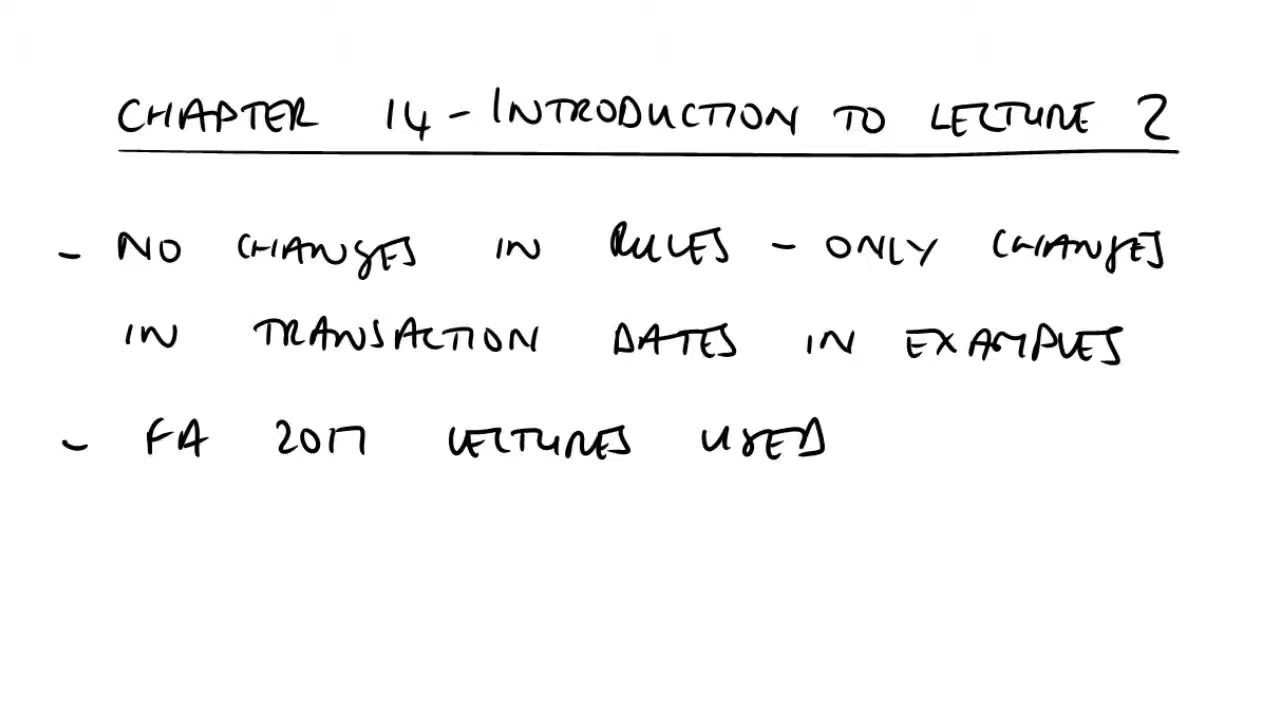 CHAPTER 14 - INTRODUCTION TO LECTURE 2
- NO CHANGES IN RULES - ONLY CHANGES
IN TRANSACTION DATES IN EXAMPLES
- FA 2017 LECTURES USED